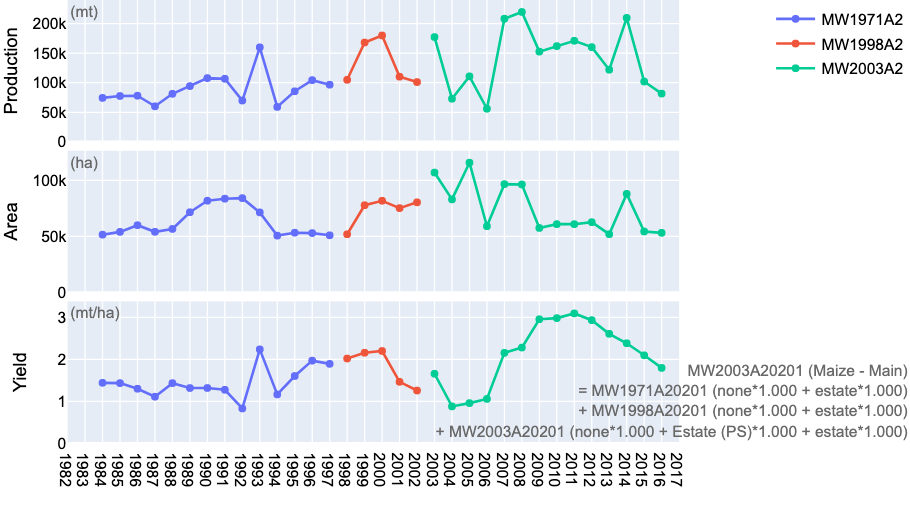 (mt)
200k
150k
100k
50k
0
Production
MW1971A2
MW1998A2
MW2003A2
(ha)
100k
50k
0
Area
(mt/ha)
3
2
1
0
Yield
MW2003A20201 (Maize - Main)
= MW1971A20201 (none*1.000 + estate*1.000)
+ MW1998A20201 (none*1.000 + estate*1.000)
+ MW2003A20201 (none*1.000 + Estate (PS)*1.000 + estate*1.000)
1982 1983 1984 1985 1986 1987 1988 1989 1990 1991 1992 1993 1994 1995 1996 1997 1998 1999 2000 2001 2002 2003 2004 2005 2006 2007 2008 2009 2010 2011 2012 2013 2014 2015 2016 2017